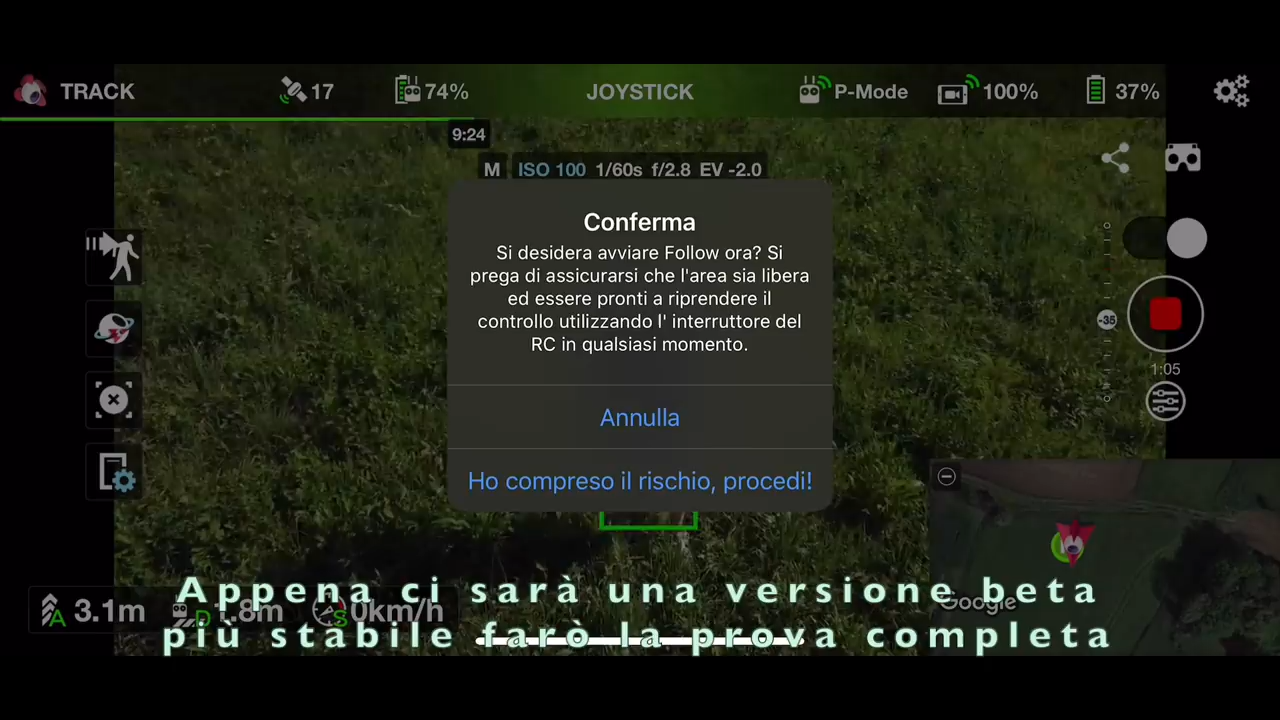 TRACK
17
74%
JOYSTICK
P-Mode
100%
37%
9:24
M ISO 100 1/60s f/2.8 EV -2.0
Conferma
Si desidera avviare Follow ora? Si
prega di assicurarsi che l'area sia libera
ed essere pronti a riprendere il
controllo utilizzando l' interruttore del
RC in qualsiasi momento.
Annulla
Ho compreso il rischio, procedi!
-35
1:05
A 3.1m
D
S 0km/h
Google
Appena ci sarà una versione beta
più stabile farò la prova completa